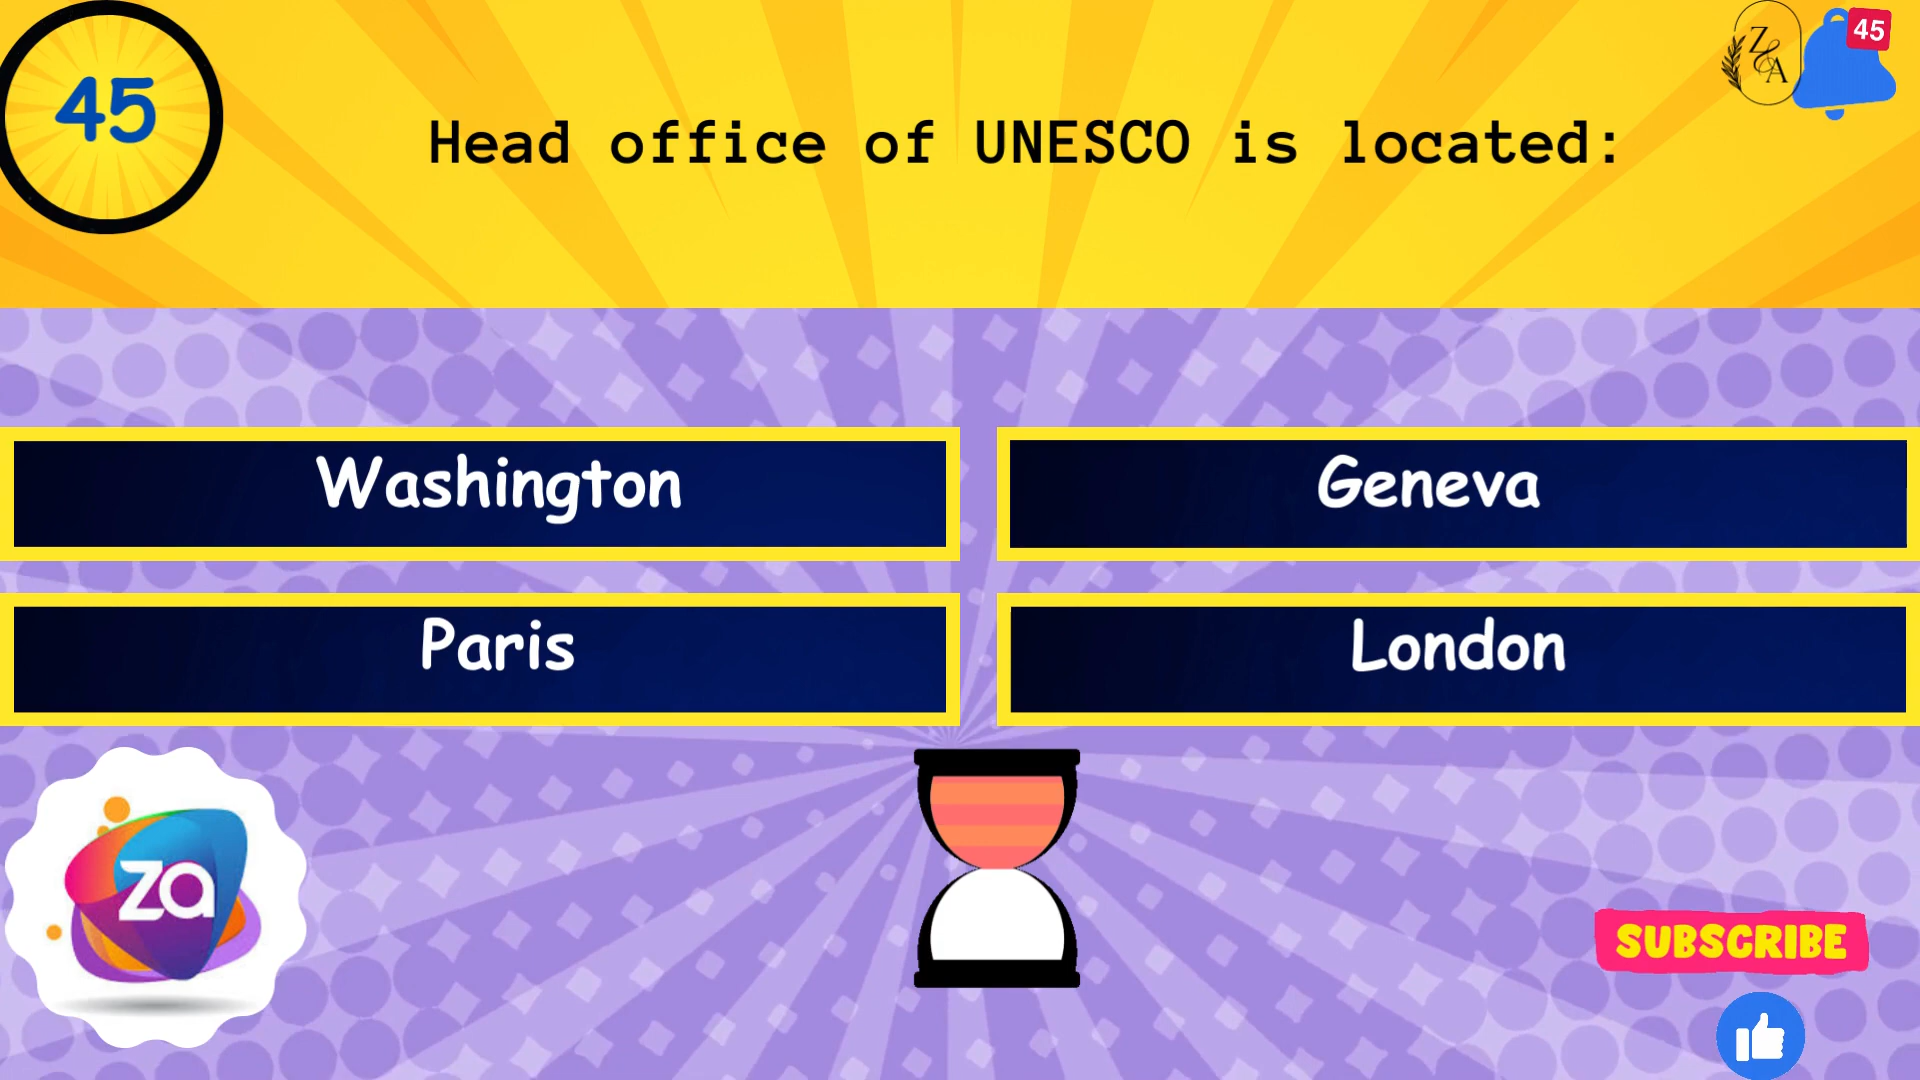 45
Z&A
45
Head office of UNESCO is located:
Washington
Geneva
Paris
London
za
SUBSCRIBE